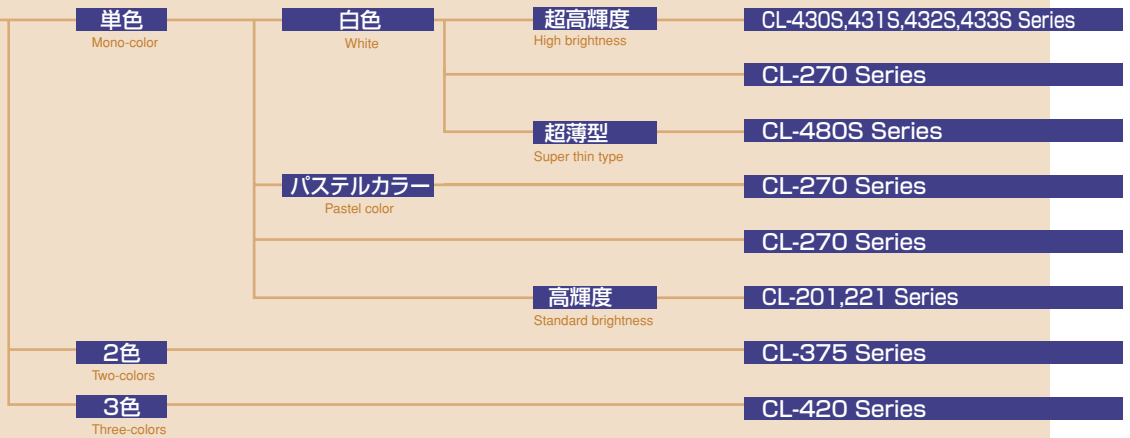 単色
Mono-color
白色
White
超高輝度
High brightness
CL-430S,431S,432S,433S Series
CL-270 Series
超薄型
Super thin type
CL-480S Series
パステルカラー
Pastel color
CL-270 Series
CL-270 Series
高輝度
Standard brightness
CL-201,221 Series
2色
Two-colors
CL-375 Series
3色
Three-colors
CL-420 Series